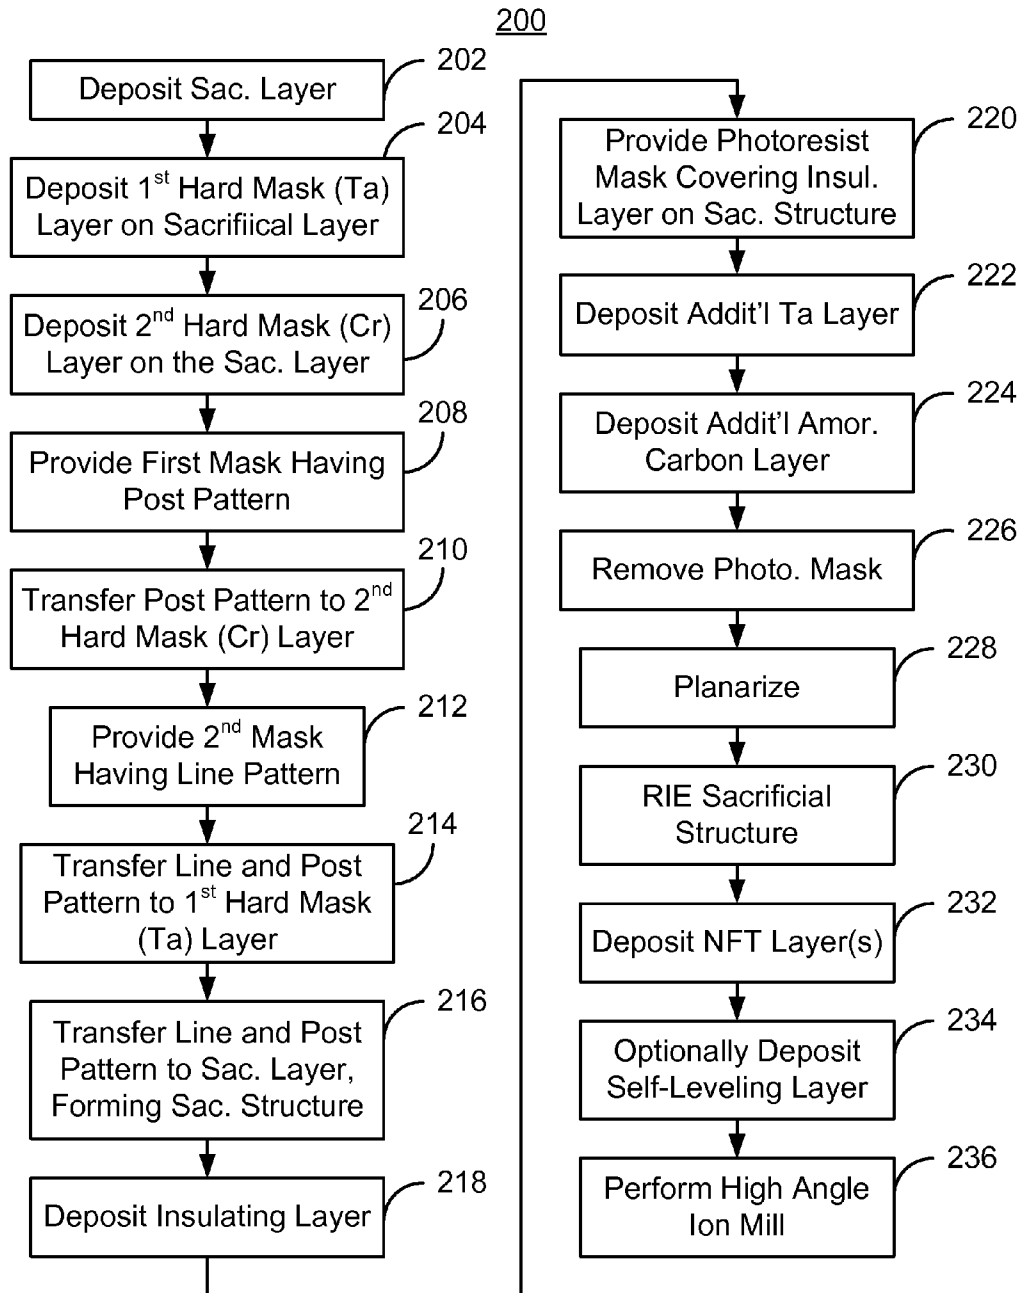 200
Deposit Sac. Layer
202
204
Deposit 1st Hard Mask (Ta)
Layer on Sacrifiical Layer
206
Deposit 2nd Hard Mask (Cr)
Layer on the Sac. Layer
208
Provide First Mask Having
Post Pattern
210
Transfer Post Pattern to 2nd
Hard Mask (Cr) Layer
212
Provide 2nd Mask
Having Line Pattern
214
Transfer Line and Post
Pattern to 1st Hard Mask
(Ta) Layer
216
Transfer Line and Post
Pattern to Sac. Layer,
Forming Sac. Structure
218
Deposit Insulating Layer
220
Provide Photoresist
Mask Covering Insul.
Layer on Sac. Structure
222
Deposit Addit'l Ta Layer
224
Deposit Addit'l Amor.
Carbon Layer
226
Remove Photo. Mask
228
Planarize
230
RIE Sacrificial
Structure
232
Deposit NFT Layer(s)
234
Optionally Deposit
Self-Leveling Layer
236
Perform High Angle
Ion Mill